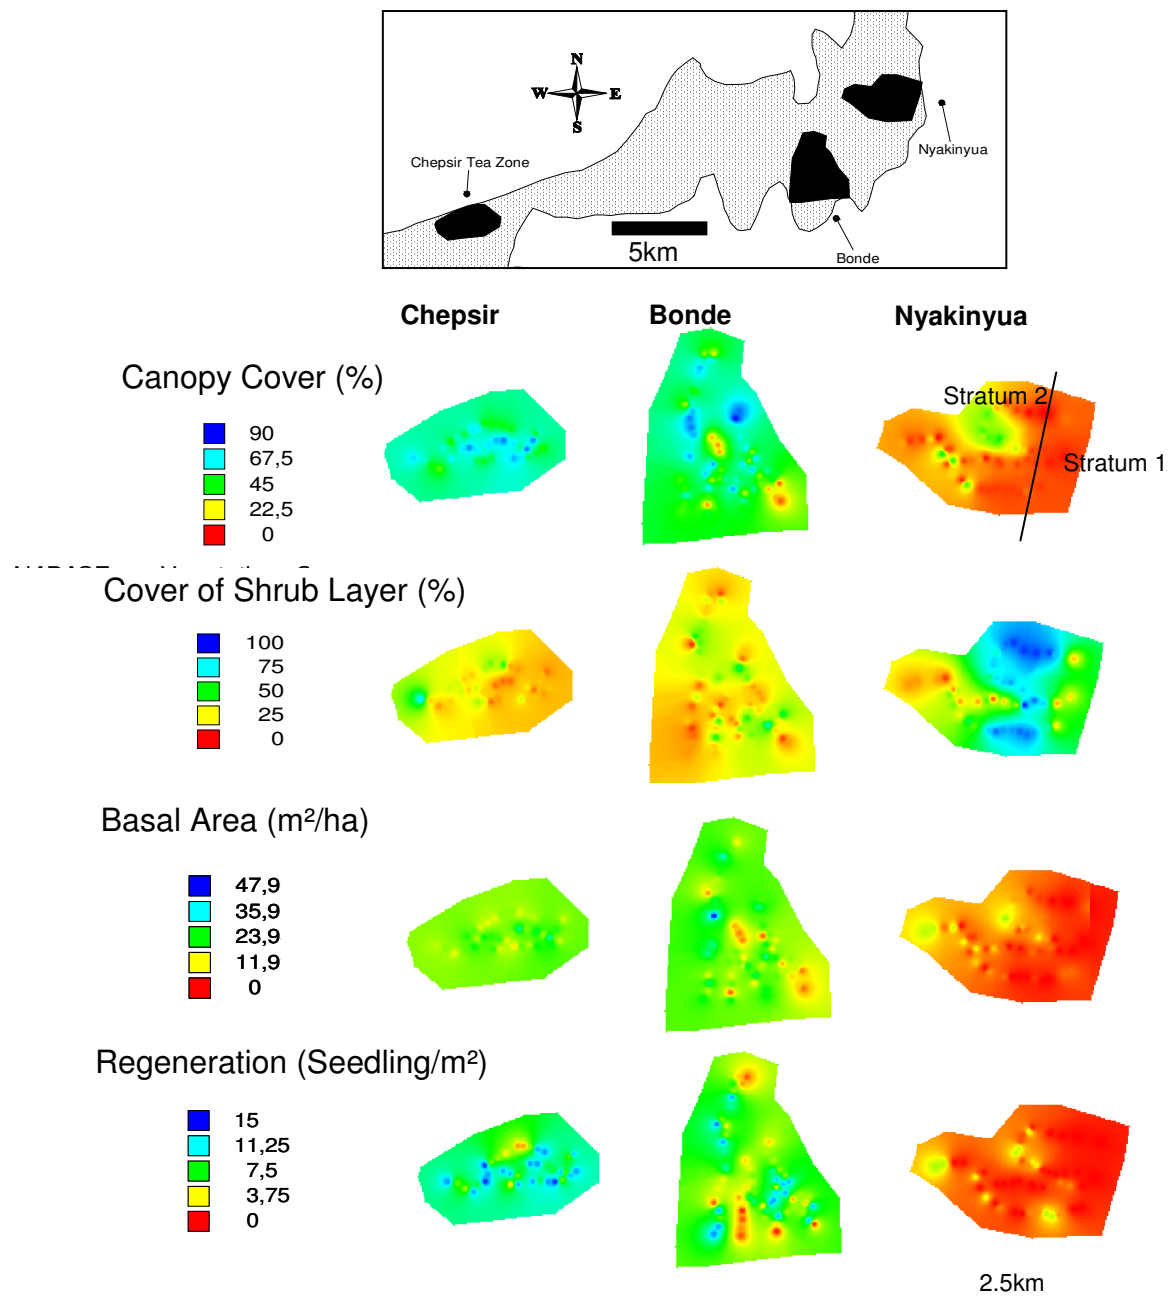 N
W E
S
Chepsir Tea Zone
Nyakinyua
5km
Bonde
Chepsir Bonde Nyakinyua
Canopy Cover (%)
90
67,5
45
22,5
0
Stratum 2
Stratum 1
Cover of Shrub Layer (%)
100
75
50
25
0
Basal Area (m²/ha)
47,9
35,9
23,9
11,9
0
Regeneration (Seedling/m²)
15
11,25
7,5
3,75
0
2.5km